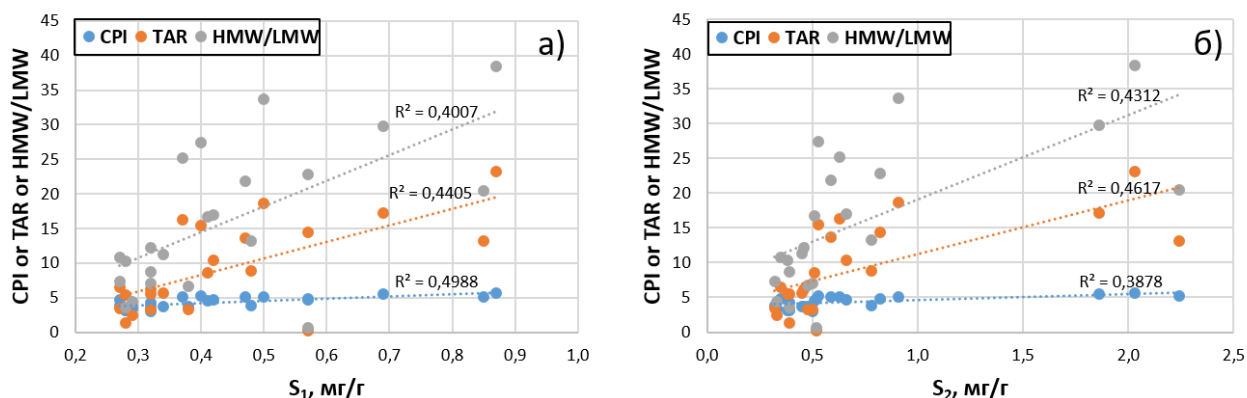 CPI TAR HMW/LMW
а)
CPI or TAR or HMW/LMW
45
40
35
30
25
20
15
10
5
0
R² = 0,4007
R² = 0,4405
R² = 0,4988
0,2 0,3 0,4 0,5 0,6 0,7 0,8 0,9 1,0
S₁, мг/г
CPI TAR HMW/LMW
б)
CPI or TAR or HMW/LMW
45
40
35
30
25
20
15
10
5
0
R² = 0,4312
R² = 0,4617
R² = 0,3878
0,0 0,5 1,0 1,5 2,0 2,5
S₂, мг/г